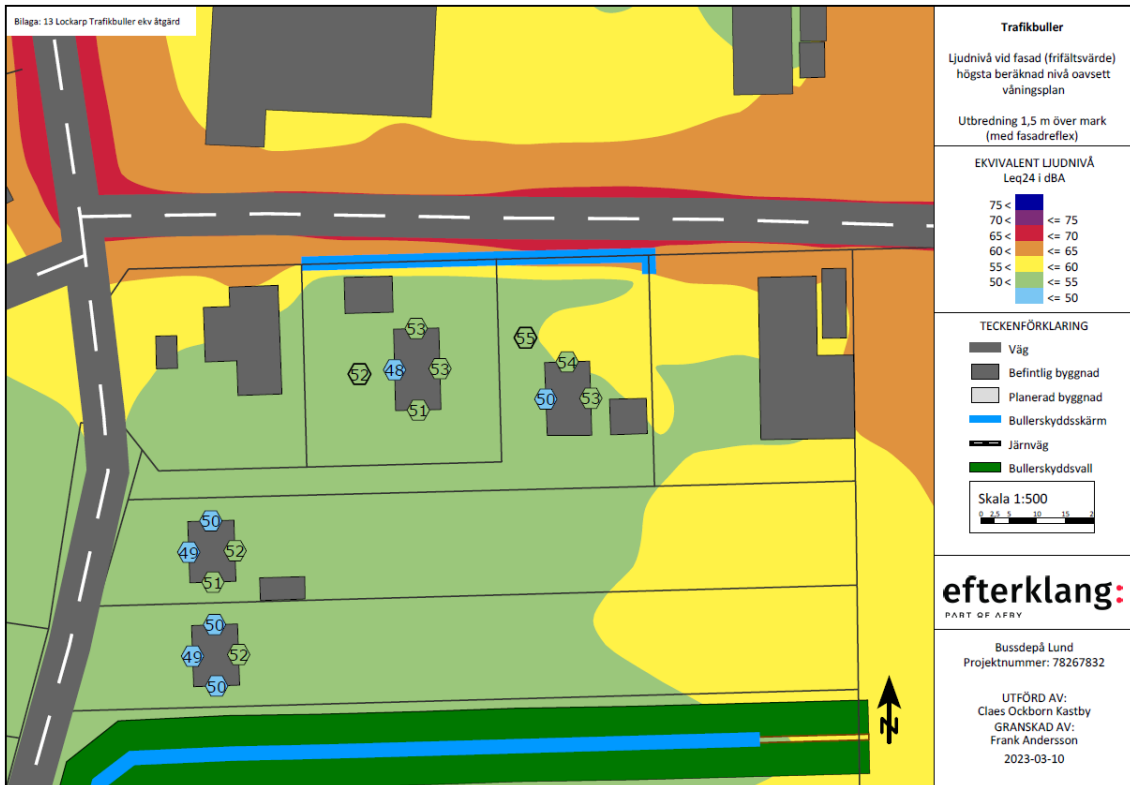 Bilaga: 13 Lockarp Trafikbuller ekv åtgärd
53
48
53
52
51
55
54
50
53
50
49
52
51
50
49
52
50
N
Trafikbuller
Ljudnivå vid fasad (frifältsvärde)
högsta beräknad nivå oavsett
våningsplan
Utbredning 1,5 m över mark
(med fasadreflex)
EKVIVALENT LJUDNIVÅ
Leq24 i dBA
75 <
70 < <= 75
65 < <= 70
60 < <= 65
55 < <= 60
50 < <= 55
<= 50
TECKENFÖRKLARING
Väg
Befintlig byggnad
Planerad byggnad
Bullerskyddsskärm
Järnväg
Bullerskyddsvall
Skala 1:500
0 2,5 5 10 15 2
efterklang:
PART OF AFRY
Bussdepå Lund
Projektnummer: 78267832
UTFÖRD AV:
Claes Ockborn Kastby
GRANSKAD AV:
Frank Andersson
2023-03-10